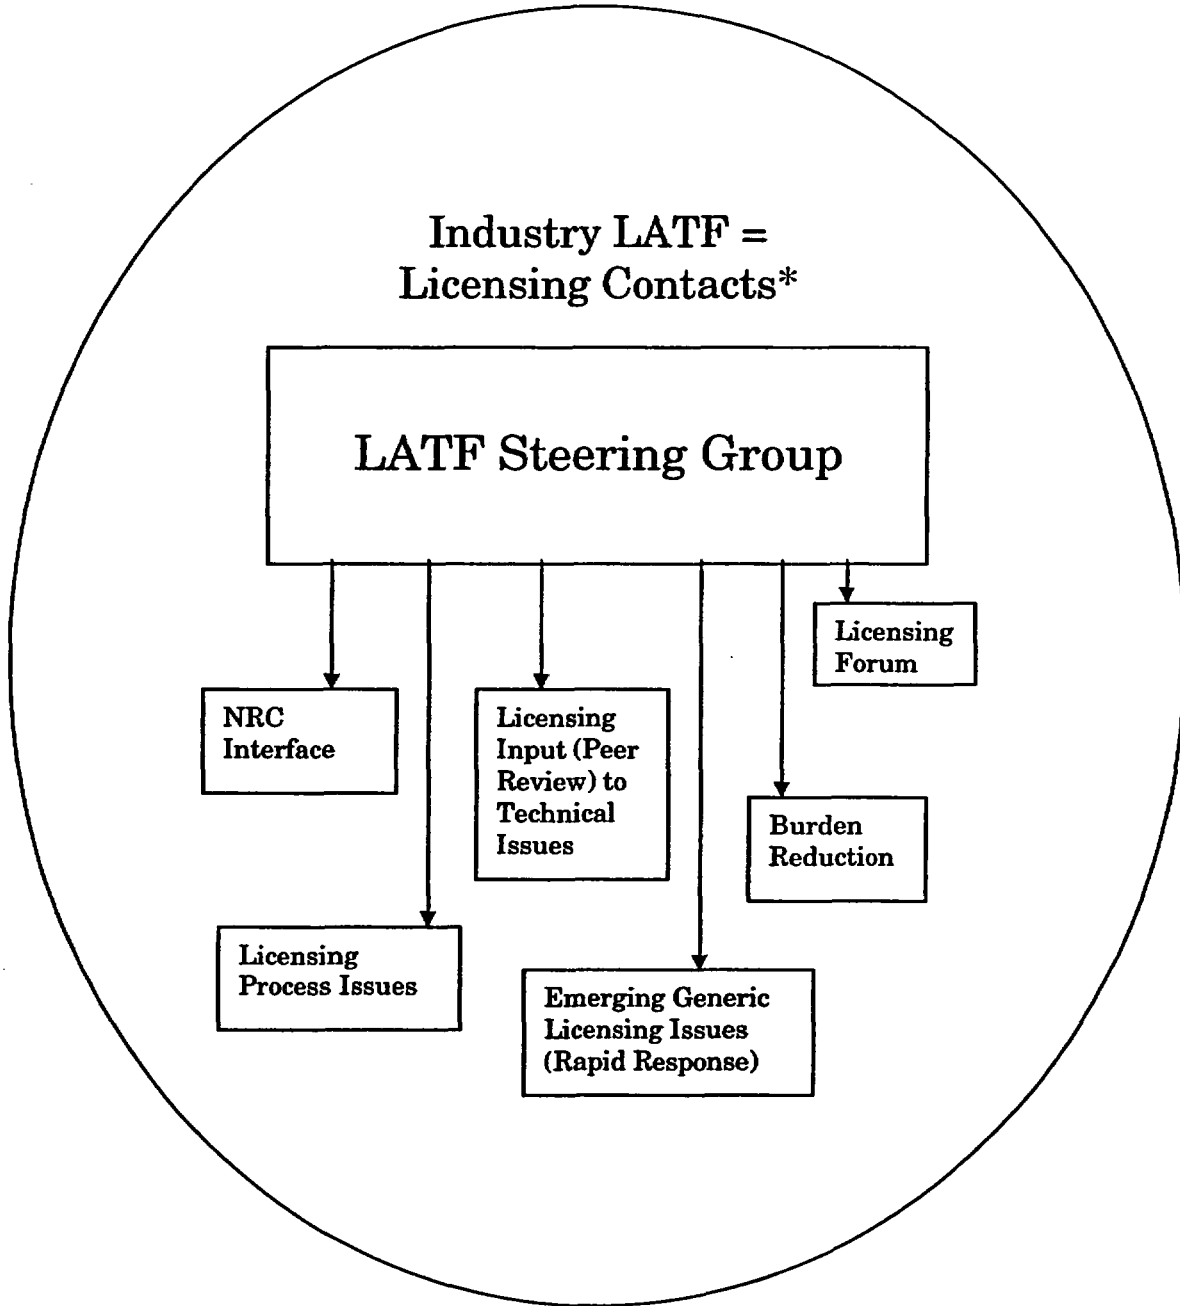 Industry LATF =
Licensing Contacts*
LATF Steering Group
Licensing
Forum
NRC
Interface
Licensing
Input (Peer
Review) to
Technical
Issues
Burden
Reduction
Licensing
Process Issues
Emerging Generic
Licensing Issues
(Rapid Response)